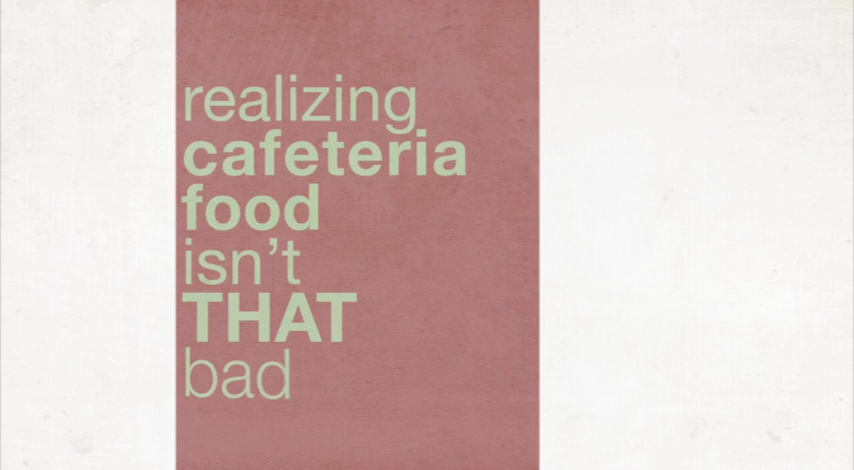 realizing
cafeteria
food
isn’t
THAT
bad